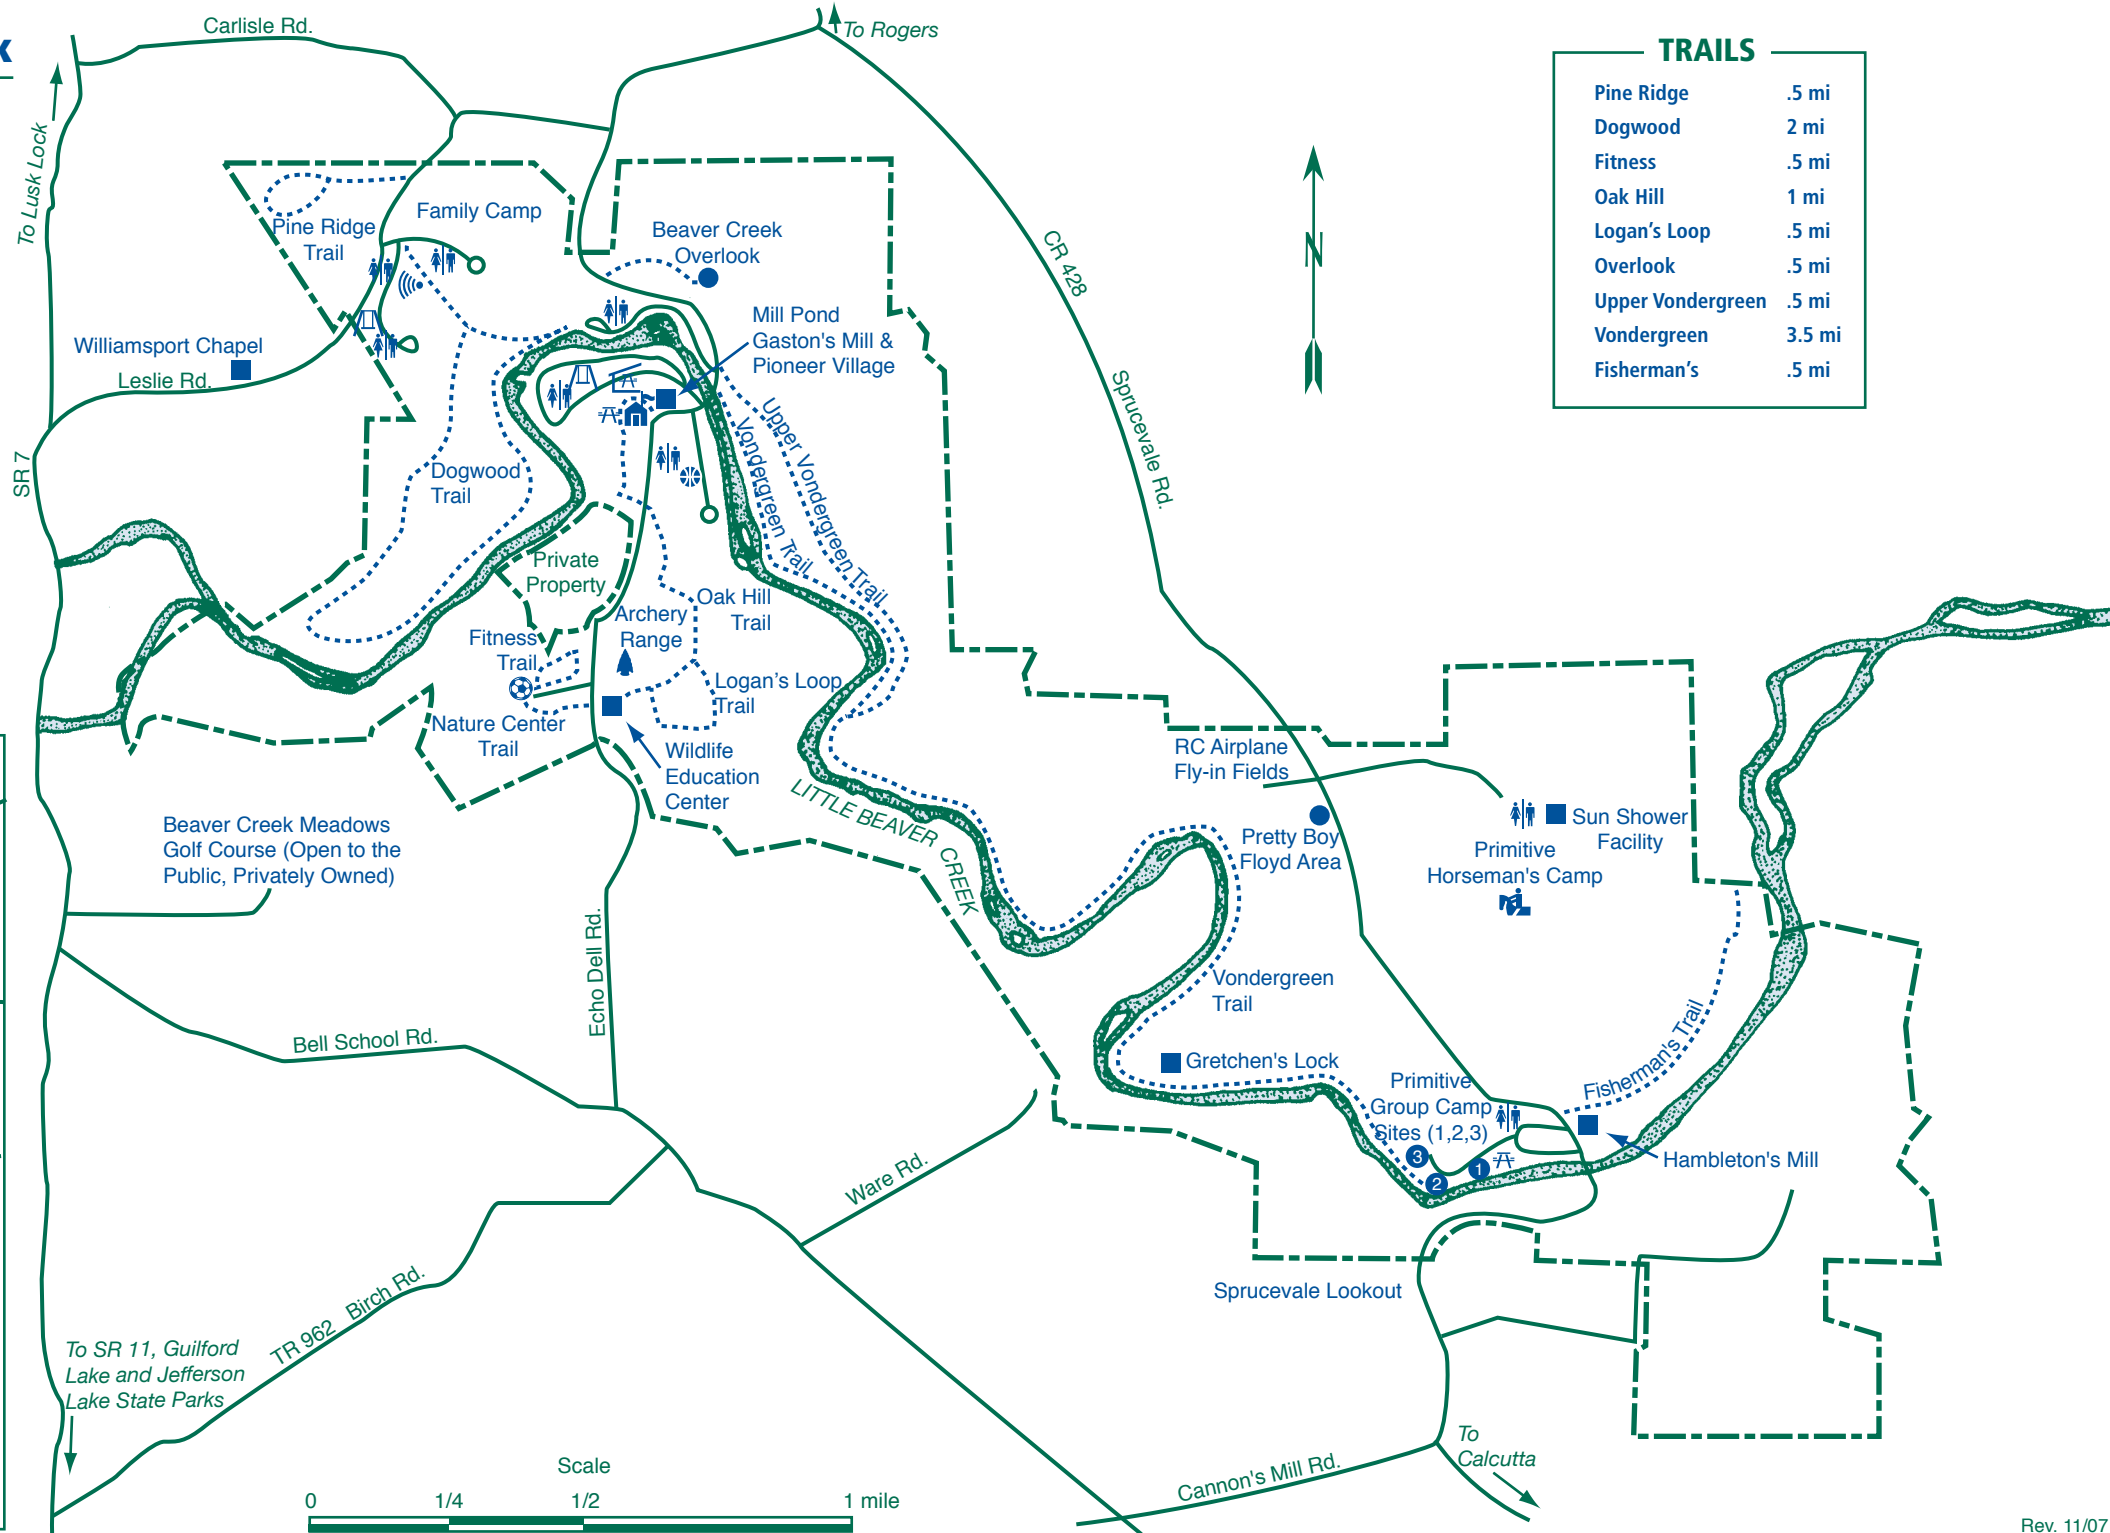 k
Carlisle Rd.
To Rogers
To Lusk Lock
TRAILS
Pine Ridge .5 mi
Dogwood 2 mi
Fitness .5 mi
Oak Hill 1 mi
Logan's Loop .5 mi
Overlook .5 mi
Upper Vondergreen .5 mi
Vondergreen 3.5 mi
Fisherman's .5 mi
Family Camp
Pine Ridge
Trail
Beaver Creek
Overlook
N
CR 428
Sprucevale Rd.
Mill Pond
Gaston's Mill &
Pioneer Village
Williamsport Chapel
Leslie Rd.
SR 7
Dogwood
Trail
Vondergreen Trail
Upper Vondergreen Trail
Private
Property
Archery
Range
Oak Hill
Trail
Fitness
Trail
Logan's Loop
Trail
Nature Center
Trail
Wildlife
Education
Center
LITTLE BEAVER CREEK
RC Airplane
Fly-in Fields
Pretty Boy
Floyd Area
Sun Shower
Facility
Primitive
Horseman's Camp
Beaver Creek Meadows
Golf Course (Open to the
Public, Privately Owned)
Echo Dell Rd.
Bell School Rd.
Vondergreen
Trail
Gretchen's Lock
Fisherman's Trail
Primitive
Group Camp
Sites (1,2,3)
3
2
1
Hambleton's Mill
Ware Rd.
Sprucevale Lookout
TR 962 Birch Rd.
To SR 11, Guilford
Lake and Jefferson
Lake State Parks
To
Calcutta
Cannon's Mill Rd.
Scale
0 1/4 1/2 1 mile
Rev. 11/07